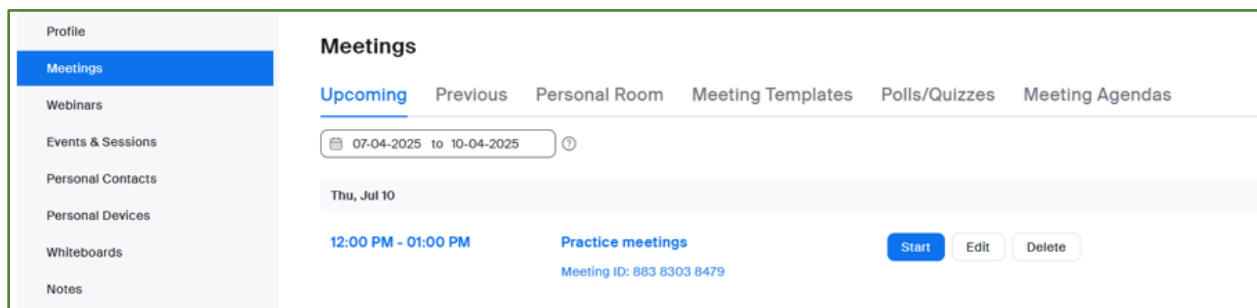 Profile
Meetings
Webinars
Events & Sessions
Personal Contacts
Personal Devices
Whiteboards
Notes
Meetings
Upcoming Previous Personal Room Meeting Templates Polls/Quizzes Meeting Agendas
07-04-2025 to 10-04-2025 ?
Thu, Jul 10
12:00 PM - 01:00 PM Practice meetings Start Edit Delete
Meeting ID: 883 8303 8479